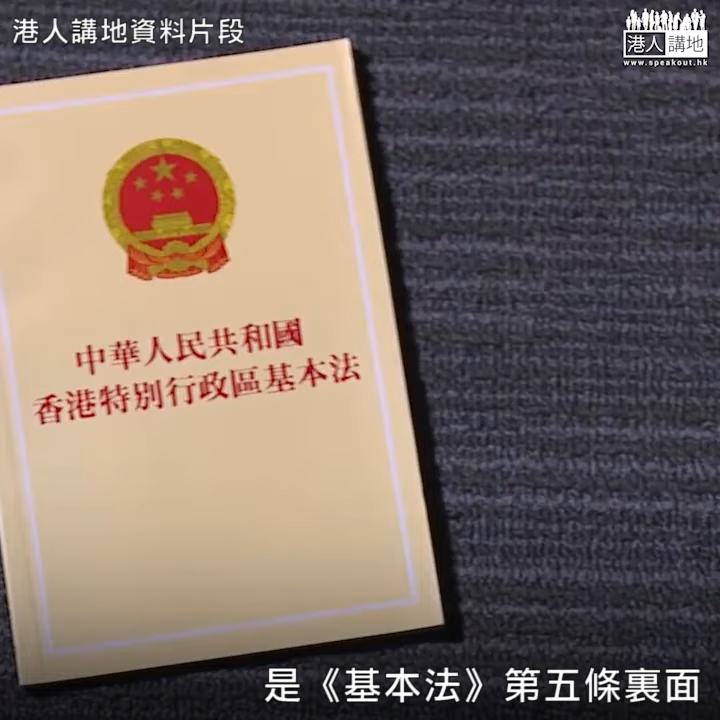 港人講地資料片段
港人講地
www.speakout.hk
中華人民共和國
香港特別行政區基本法
是《基本法》第五條裏面